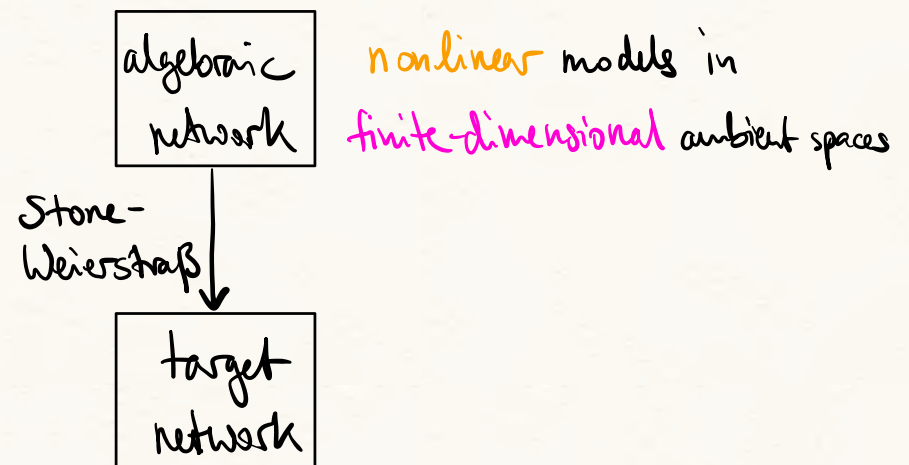 algebraic
network
nonlinear models in
finite-dimensional ambient spaces
Stone-
Weierstraß
target
network